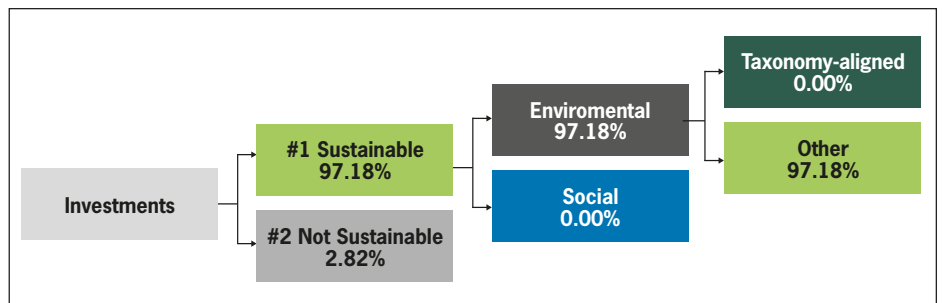 Investments
#1 Sustainable
97.18%
#2 Not Sustainable
2.82%
Enviromental
97.18%
Social
0.00%
Taxonomy-aligned
0.00%
Other
97.18%